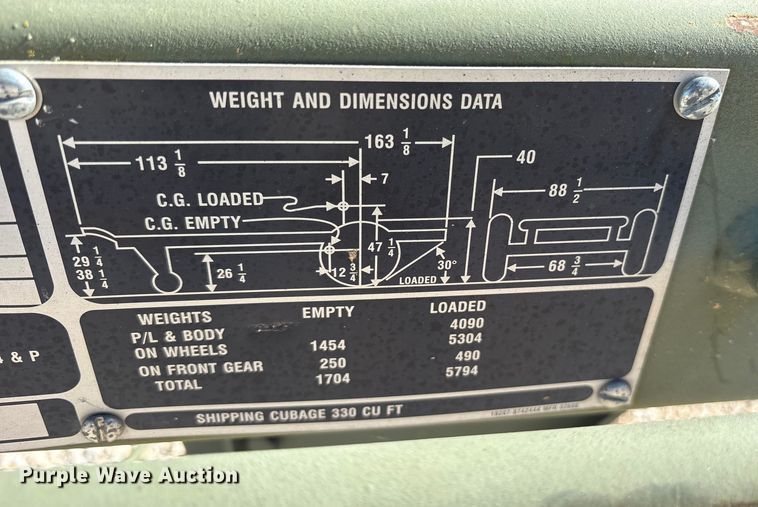 WEIGHT AND DIMENSIONS DATA
163 1/8
113 1/8
40
7
C.G. LOADED
88 1/2
C.G. EMPTY
29 1/4
47 1/4
38 1/4
26 1/4
12 3/4
30°
68 3/4
LOADED
WEIGHTS EMPTY LOADED
P/L & BODY 4090
ON WHEELS 1454 5304
ON FRONT GEAR 250 490
TOTAL 1704 5794
& P
SHIPPING CUBAGE 330 CU FT
Purple Wave Auction